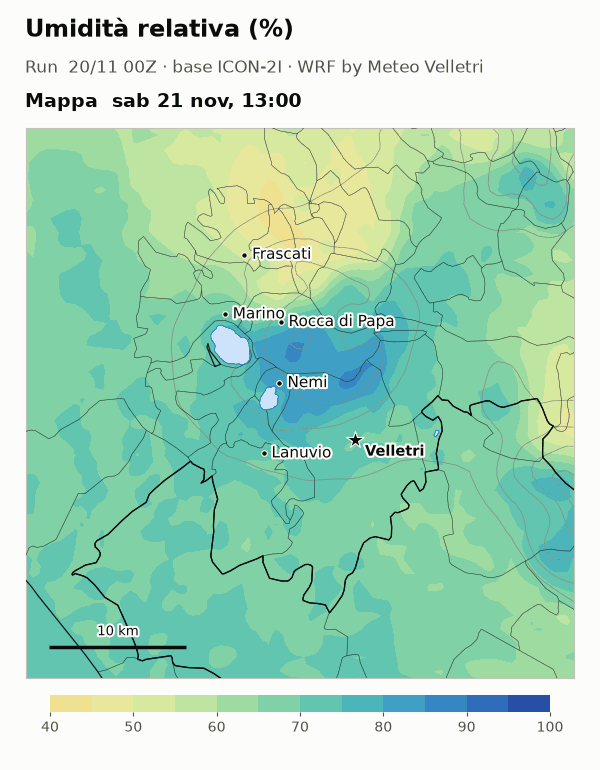 Umidità relativa (%)
Run  20/11 00Z · base ICON-2I · WRF by Meteo Velletri
Mappa  sab 21 nov, 13:00
Frascati
Marino
Rocca di Papa
Nemi
Velletri
Lanuvio
10 km
40 50 60 70 80 90 100